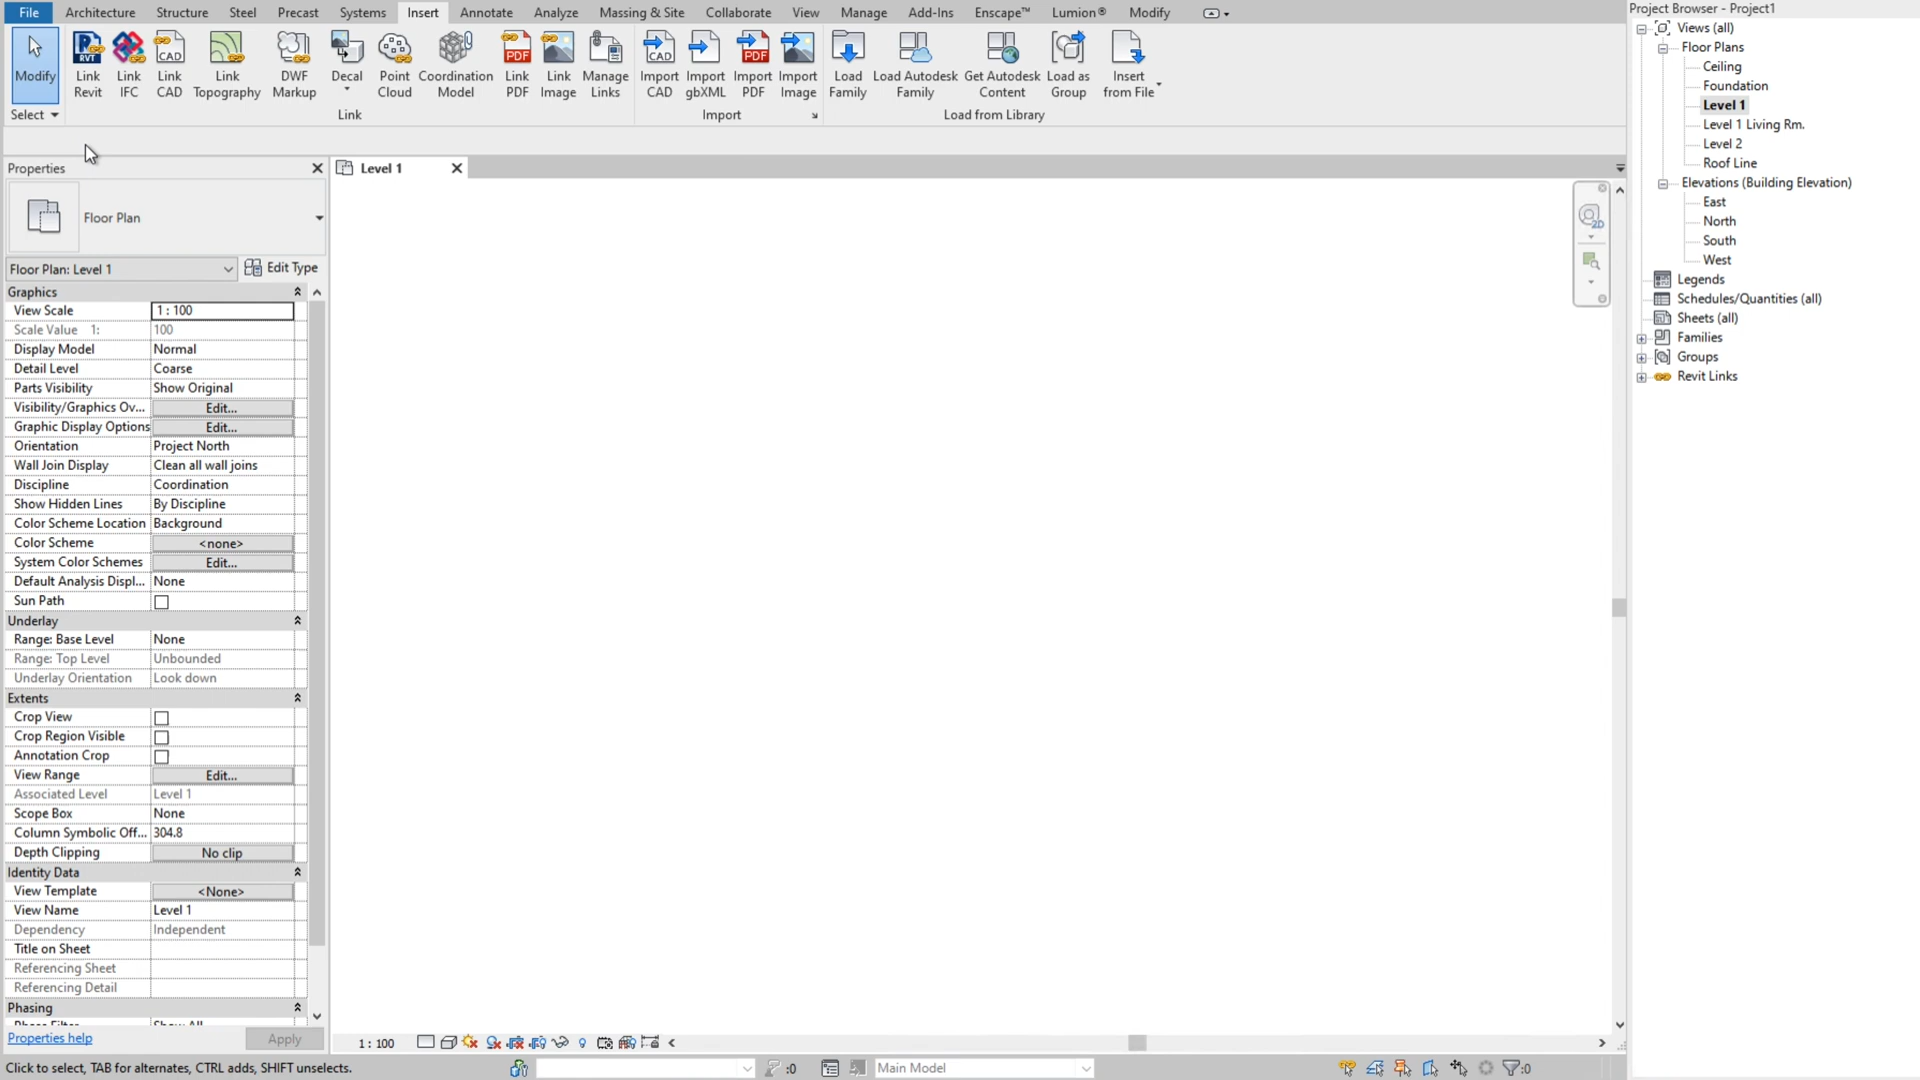 File Architecture Structure Steel Precast Systems Insert Annotate Analyze Massing & Site Collaborate View Manage Add-Ins Enscape™ Lumion® Modify
Modify
Link Revit
Link IFC
Link CAD
Link Topography
DWF Markup
Decal
Point Cloud
Coordination Model
Link PDF
Link Image
Manage Links
Import CAD
Import gbXML
Import PDF
Import Image
Load Family
Load Autodesk Family
Get Autodesk Content
Load as Group
Insert from File
Select Link Import Load from Library
Properties
Floor Plan
Floor Plan: Level 1 Edit Type
Graphics
View Scale 1 : 100
Scale Value 1: 100
Display Model Normal
Detail Level Coarse
Parts Visibility Show Original
Visibility/Graphics Ov... Edit...
Graphic Display Options Edit...
Orientation Project North
Wall Join Display Clean all wall joins
Discipline Coordination
Show Hidden Lines By Discipline
Color Scheme Location Background
Color Scheme <none>
System Color Schemes Edit...
Default Analysis Displ... None
Sun Path
Underlay
Range: Base Level None
Range: Top Level Unbounded
Underlay Orientation Look down
Extents
Crop View
Crop Region Visible
Annotation Crop
View Range Edit...
Associated Level Level 1
Scope Box None
Column Symbolic Off... 304.8
Depth Clipping No clip
Identity Data
View Template <None>
View Name Level 1
Dependency Independent
Title on Sheet
Referencing Sheet
Referencing Detail
Phasing
Properties help Apply
Level 1
2D
1 : 100
Click to select, TAB for alternates, CTRL adds, SHIFT unselects.
:0
Main Model
:0
Project Browser - Project1
Views (all)
Floor Plans
Ceiling
Foundation
Level 1
Level 1 Living Rm.
Level 2
Roof Line
Elevations (Building Elevation)
East
North
South
West
Legends
Schedules/Quantities (all)
Sheets (all)
Families
Groups
Revit Links